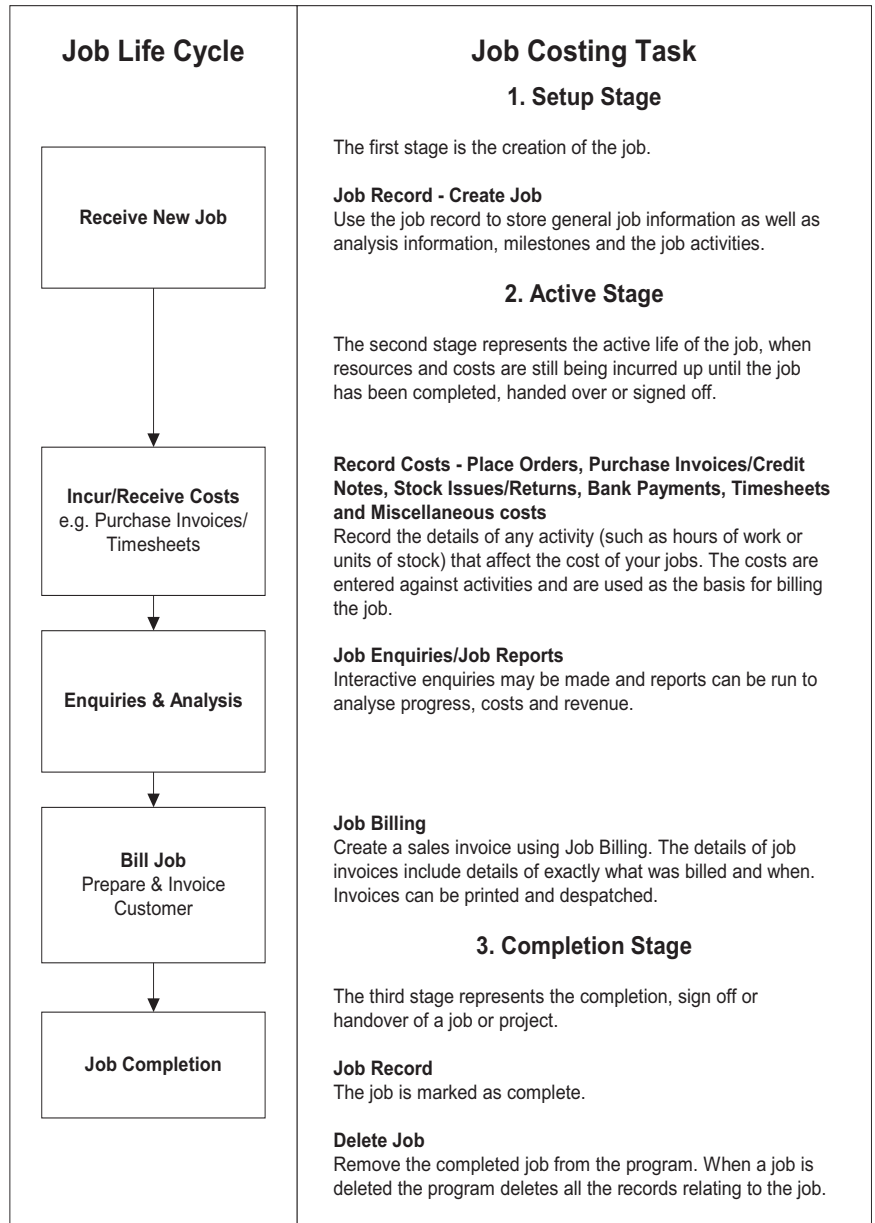 Job Life Cycle
Receive New Job
Incur/Receive Costs
e.g. Purchase Invoices/
Timesheets
Enquiries & Analysis
Bill Job
Prepare & Invoice
Customer
Job Completion
Job Costing Task
1. Setup Stage
The first stage is the creation of the job.
Job Record - Create Job
Use the job record to store general job information as well as
analysis information, milestones and the job activities.
2. Active Stage
The second stage represents the active life of the job, when
resources and costs are still being incurred up until the job
has been completed, handed over or signed off.
Record Costs - Place Orders, Purchase Invoices/Credit
Notes, Stock Issues/Returns, Bank Payments, Timesheets
and Miscellaneous costs
Record the details of any activity (such as hours of work or
units of stock) that affect the cost of your jobs. The costs are
entered against activities and are used as the basis for billing
the job.
Job Enquiries/Job Reports
Interactive enquiries may be made and reports can be run to
analyse progress, costs and revenue.
Job Billing
Create a sales invoice using Job Billing. The details of job
invoices include details of exactly what was billed and when.
Invoices can be printed and despatched.
3. Completion Stage
The third stage represents the completion, sign off or
handover of a job or project.
Job Record
The job is marked as complete.
Delete Job
Remove the completed job from the program. When a job is
deleted the program deletes all the records relating to the job.